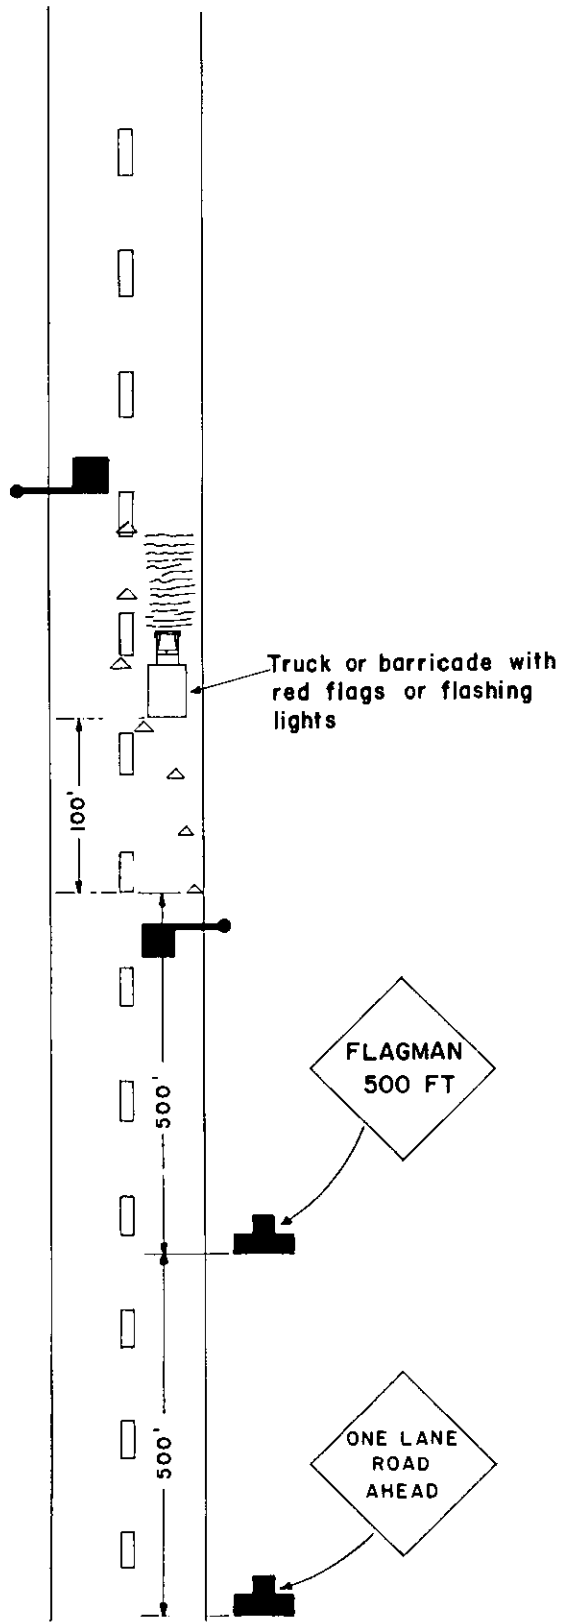 Truck or barricade with
red flags or flashing
lights
100'
FLAGMAN
500 FT
500'
ONE LANE
ROAD
AHEAD
500'